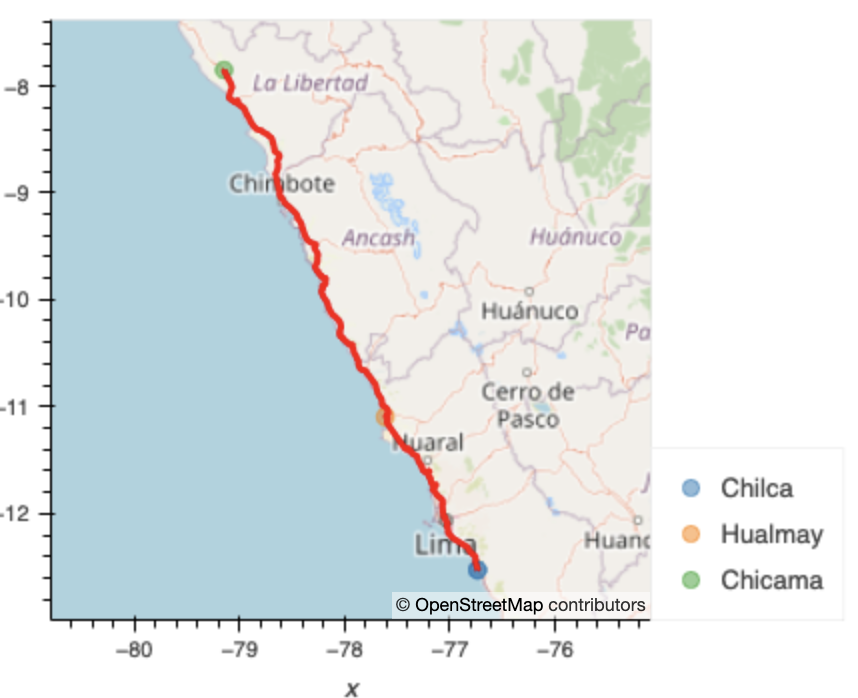 −8
La Libertad
−9
Chimbote
Ancash
Huánuco
−10
Huánuco
Pa
Cerro de
Pasco
−11
Huaral
−12
Lima
Huanc
© OpenStreetMap contributors
Chilca
Hualmay
Chicama
−80 −79 −78 −77 −76
x